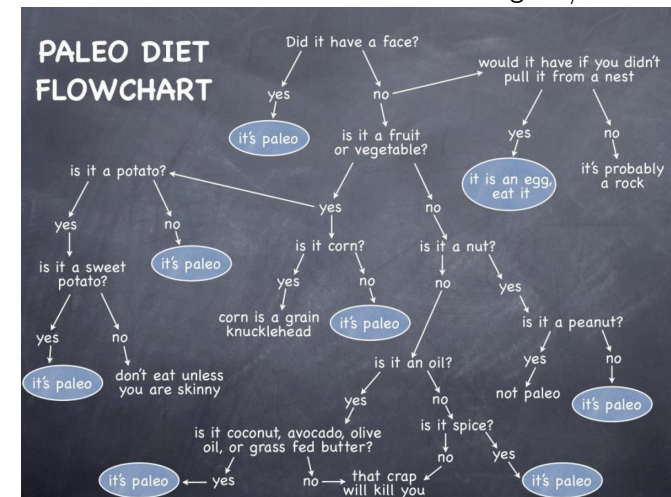 PALEO DIET
FLOWCHART
Did it have a face?
would it have if you didn't
pull it from a nest
yes
no
it's paleo
is it a fruit
or vegetable?
yes
no
it is an egg,
eat it
it's probably
a rock
is it a potato?
yes
no
yes
no
it's paleo
is it corn?
is it a nut?
is it a sweet
potato?
yes
no
no
yes
corn is a grain
knucklehead
it's paleo
is it a peanut?
yes
no
yes
no
it's paleo
don't eat unless
you are skinny
is it an oil?
not paleo
it's paleo
yes
no
is it coconut, avocado, olive
oil, or grass fed butter?
is it spice?
no
yes
it's paleo
yes
no
that crap
will kill you
it's paleo